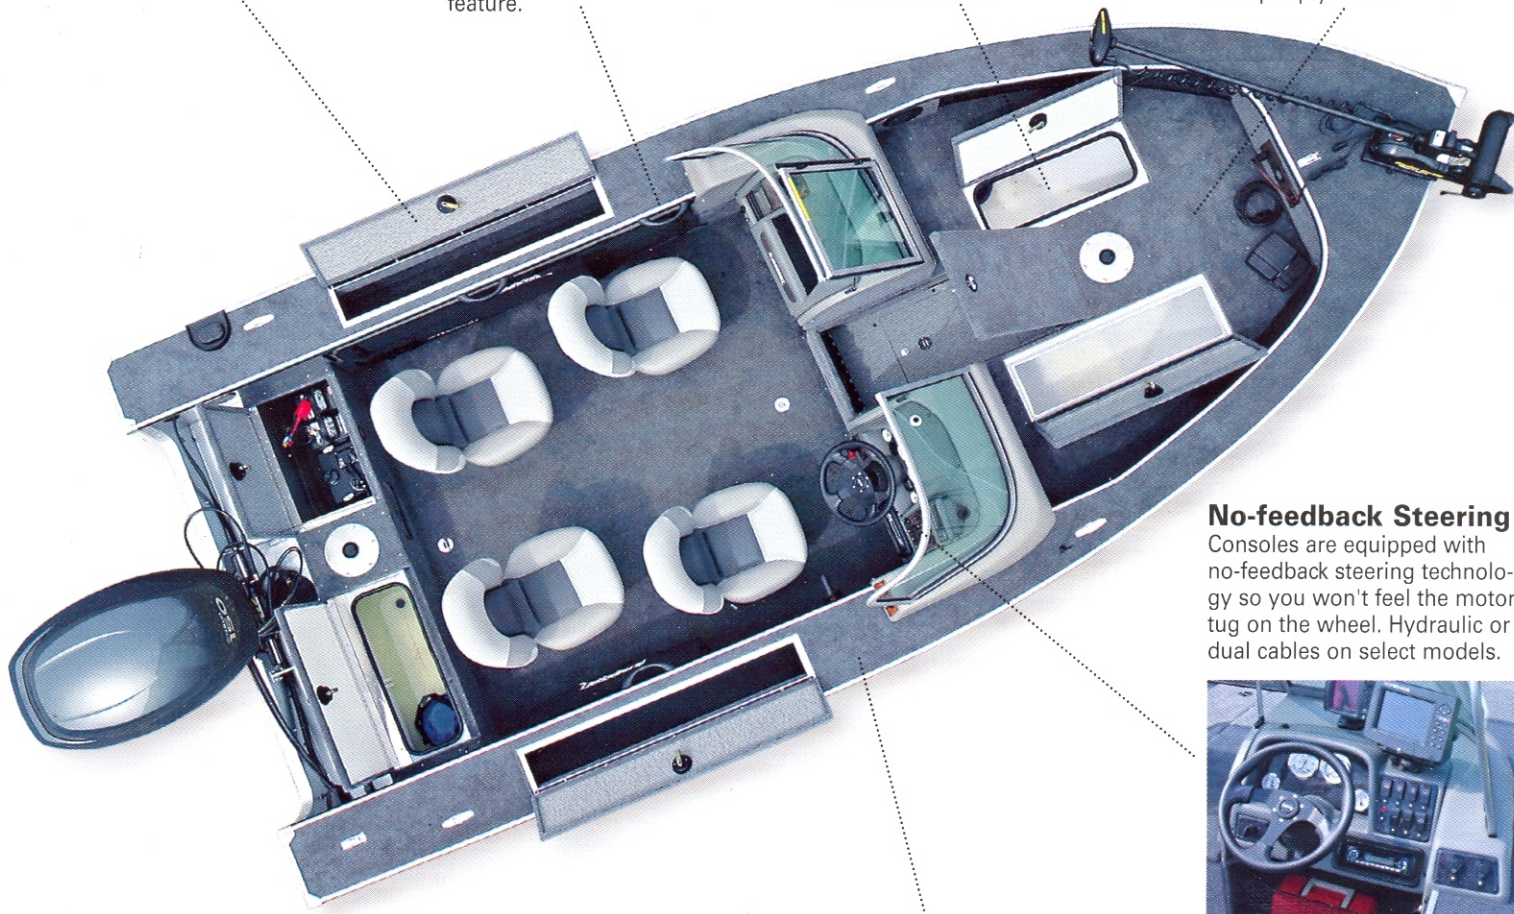 feature.
No-feedback Steering
Consoles are equipped with
no-feedback steering technolo-
gy so you won't feel the motor
tug on the wheel. Hydraulic or
dual cables on select models.